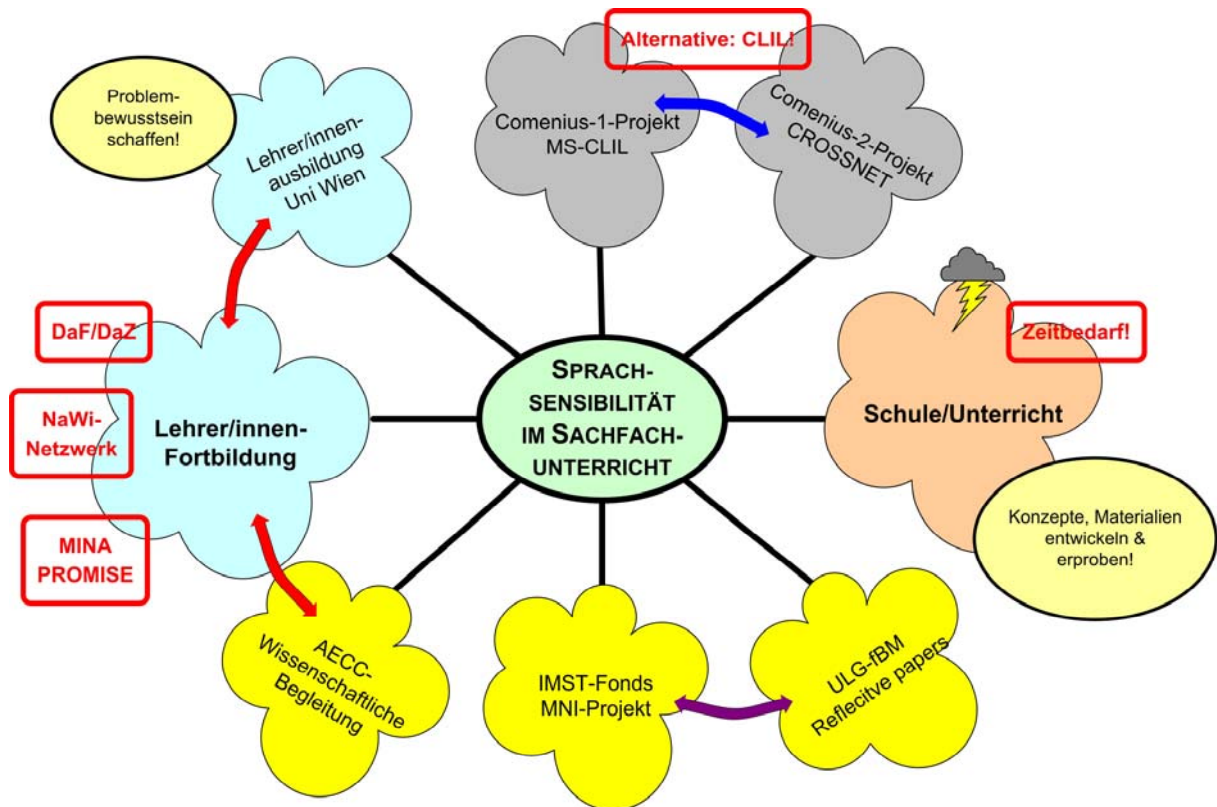 Alternative: CLIL!
Problem-
bewusstsein
schaffen!
Lehrer/innen-
ausbildung
Uni Wien
Comenius-1-Projekt
MS-CLIL
Comenius-2-Projekt
CROSSNET
DaF/DaZ
NaWi-
Netzwerk
MINA
PROMISE
Lehrer/innen-
Fortbildung
SPRACH-
SENSIBILITÄT
IM SACHFACH-
UNTERRICHT
Zeitbedarf!
Schule/Unterricht
Konzepte, Materialien
entwickeln &
erproben!
AECC-
Wissenschaftliche
Begleitung
IMST-Fonds
MNI-Projekt
ULG-fBM
Reflecitve papers